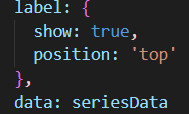 label: {
  show: true,
  position: 'top'
},
data: seriesData